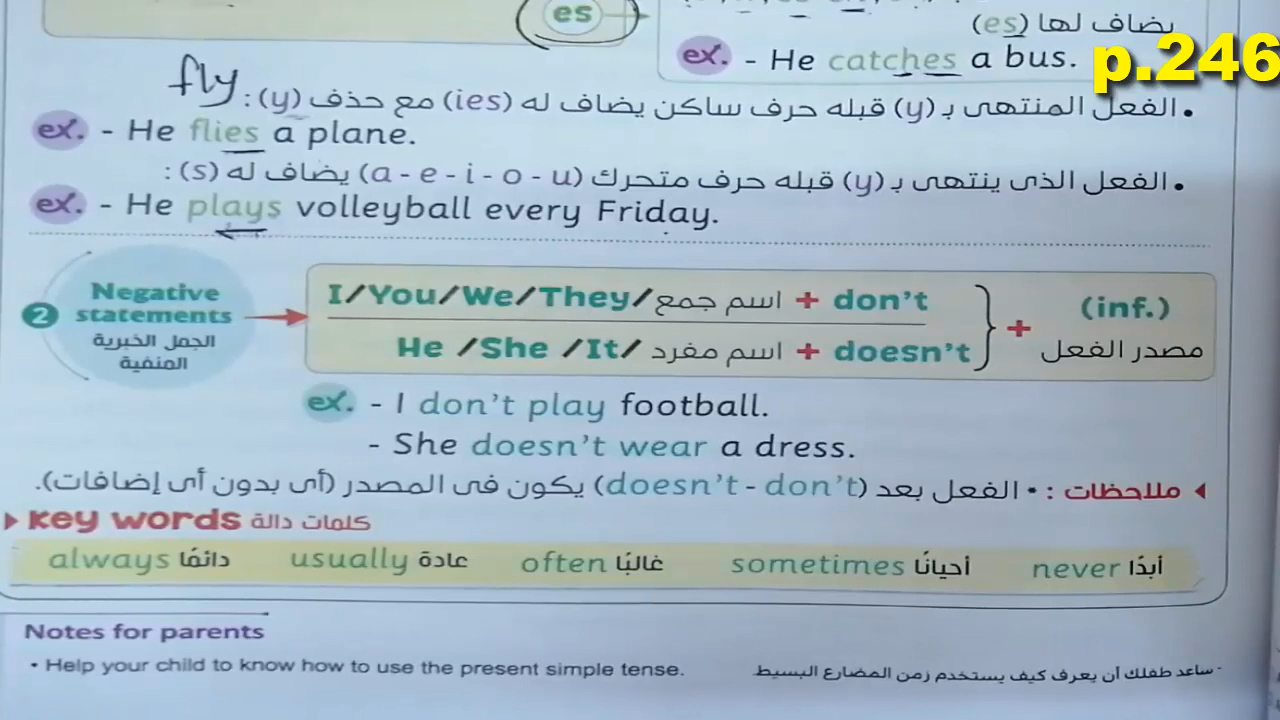 es
يضاف لها (es)
ex. - He catches a bus.
p.246
fly
• الفعل المنتهى بـ (y) قبله حرف ساكن يضاف له (ies) مع حذف (y) :
ex. - He flies a plane.
• الفعل الذى ينتهى بـ (y) قبله حرف متحرك (a - e - i - o - u) يضاف له (s) :
ex. - He plays volleyball every Friday.
2 Negative statements
الجمل الخبرية
المنفية
I/You/We/They/ اسم جمع + don't
He /She /It/ اسم مفرد + doesn't
+ (inf.)
مصدر الفعل
ex. - I don't play football.
- She doesn't wear a dress.
ملاحظات : • الفعل بعد (doesn't - don't) يكون فى المصدر (أى بدون أى إضافات).
Key words كلمات دالة
always دائمًا usually عادة often غالبًا sometimes أحيانًا never أبدًا
Notes for parents
• Help your child to know how to use the present simple tense.
- ساعد طفلك أن يعرف كيف يستخدم زمن المضارع البسيط